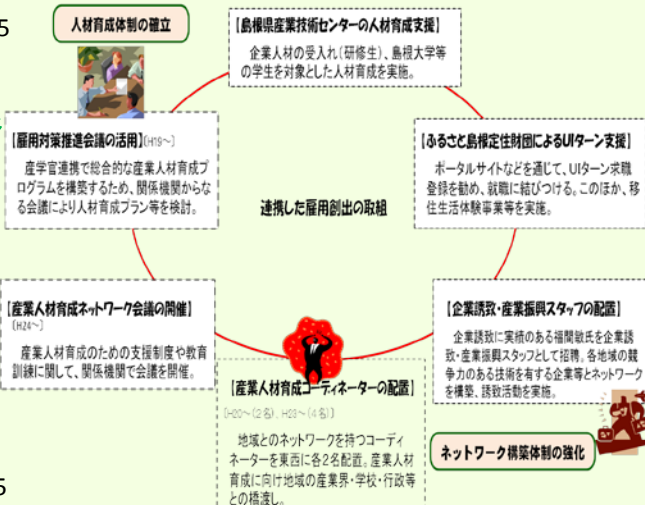 5
人材育成体制の確立
【島根県産業技術センターの人材育成支援】
企業人材の受入れ(研修生)、島根大学等
の学生を対象とした人材育成を実施。
【雇用対策推進会議の活用】(H19~)
産学官連携で総合的な産業人材育成プ
ログラムを構築するため、関係機関からな
る会議により人材育成プラン等を検討。
【ふるさと島根定住財団によるUIターン支援】
ポータルサイトなどを通じて、UIターン求職
登録を勧め、就職に結びつける。このほか、移
住生活体験事業等を実施。
連携した雇用創出の取組
【産業人材育成ネットワーク会議の開催】
(H24~)
産業人材育成のための支援制度や教育
訓練に関して、関係機関で会議を開催。
【企業誘致・産業振興スタッフの配置】
企業誘致に実績のある福間敏氏を企業誘
致・産業振興スタッフとして招聘。各地域の競
争力のある技術を有する企業等とネットワーク
を構築、誘致活動を実施。
【産業人材育成コーディネーターの配置】
[H20~(2名)、H23~(4名)]
地域とのネットワークを持つコーディ
ネーターを東西に各2名配置。産業人材
育成に向け地域の産業界・学校・行政等
との橋渡し。
ネットワーク構築体制の強化
5